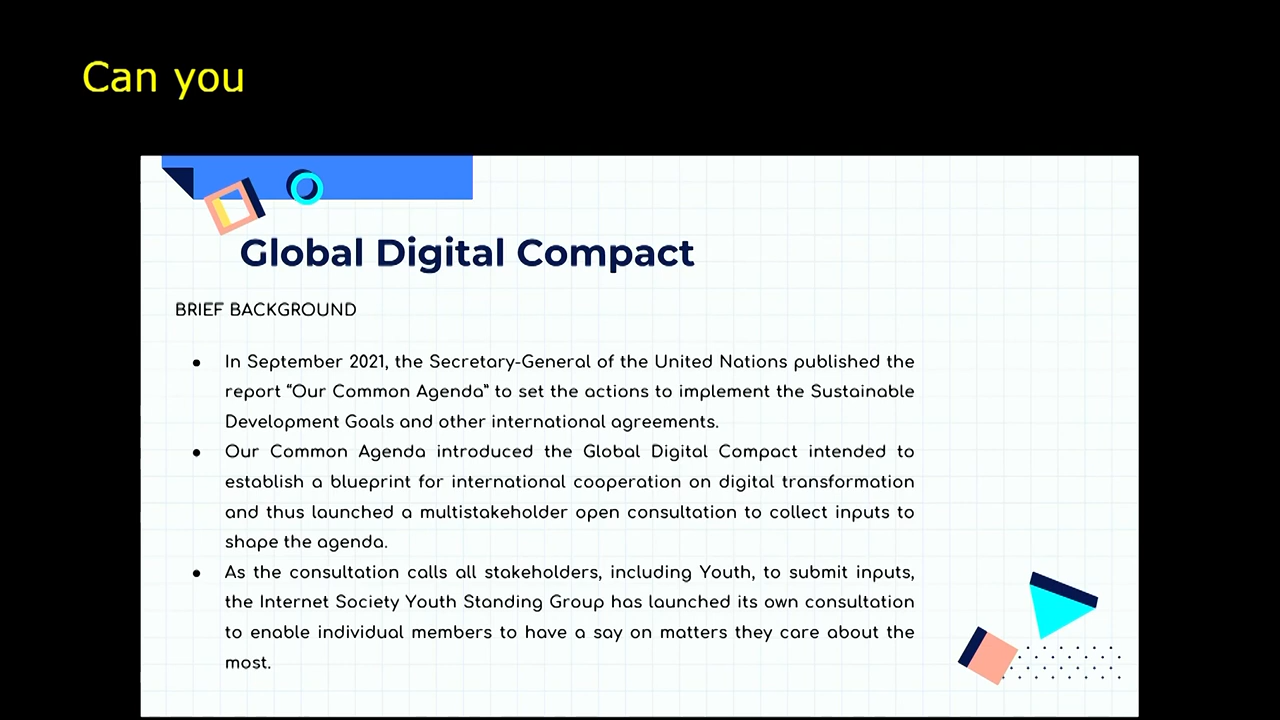 Can you
Global Digital Compact
BRIEF BACKGROUND
● In September 2021, the Secretary-General of the United Nations published the
report “Our Common Agenda” to set the actions to implement the Sustainable
Development Goals and other international agreements.
● Our Common Agenda introduced the Global Digital Compact intended to
establish a blueprint for international cooperation on digital transformation
and thus launched a multistakeholder open consultation to collect inputs to
shape the agenda.
● As the consultation calls all stakeholders, including Youth, to submit inputs,
the Internet Society Youth Standing Group has launched its own consultation
to enable individual members to have a say on matters they care about the
most.